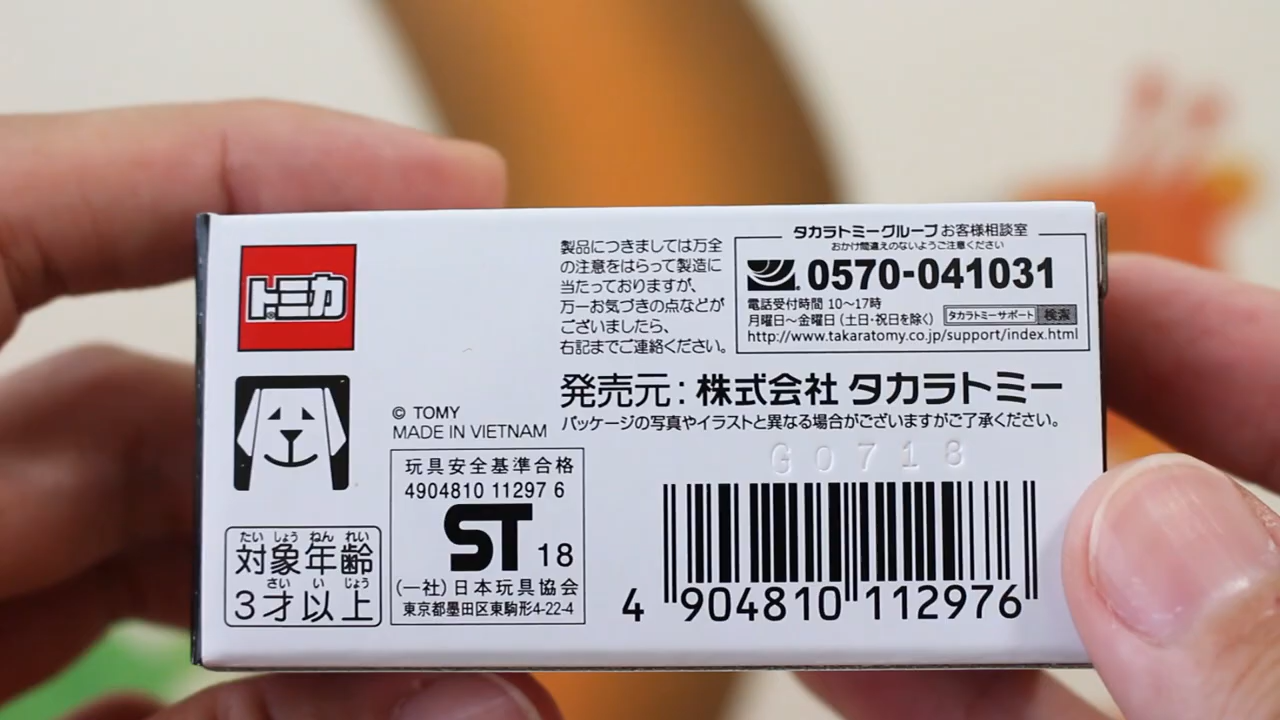 トミカ
®
© TOMY
MADE IN VIETNAM
たい しょう ねん れい
対象年齢
さい い じょう
3才以上
玩具安全基準合格
4904810 11297 6
ST 18
(一社)日本玩具協会
東京都墨田区東駒形4-22-4
製品につきましては万全
の注意をはらって製造に
当たっておりますが、
万一お気づきの点などが
ございましたら、
右記までご連絡ください。
タカラトミーグループ お客様相談室
おかけ間違えのないようご注意ください
0570-041031
電話受付時間 10〜17時
月曜日〜金曜日(土日・祝日を除く) タカラトミーサポート 検索
http://www.takaratomy.co.jp/support/index.html
発売元:株式会社 タカラトミー
パッケージの写真やイラストと異なる場合がございますがご了承ください。
G0718
4 904810 112976